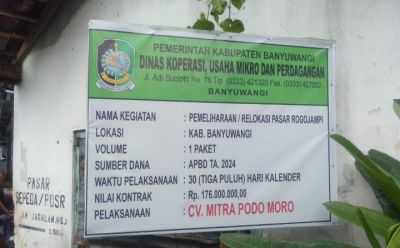 PEMERINTAH KABUPATEN BANYUWANGI
DINAS KOPERASI, USAHA MIKRO DAN PERDAGANGAN
Jl. Adi Sucipto No. 76 Tlp. (0333) 421320 Fax. (0333) 427002
BANYUWANGI
NAMA KEGIATAN : PEMELIHARAAN / RELOKASI PASAR ROGOJAMPI
LOKASI : KAB. BANYUWANGI
VOLUME : 1 PAKET
SUMBER DANA : APBD TA. 2024
WAKTU PELAKSANAAN : 30 (TIGA PULUH) HARI KALENDER
NILAI KONTRAK : Rp. 176.000.000,00
PELAKSANAAN : CV. MITRA PODO MORO
PASAR
SEPEDA/